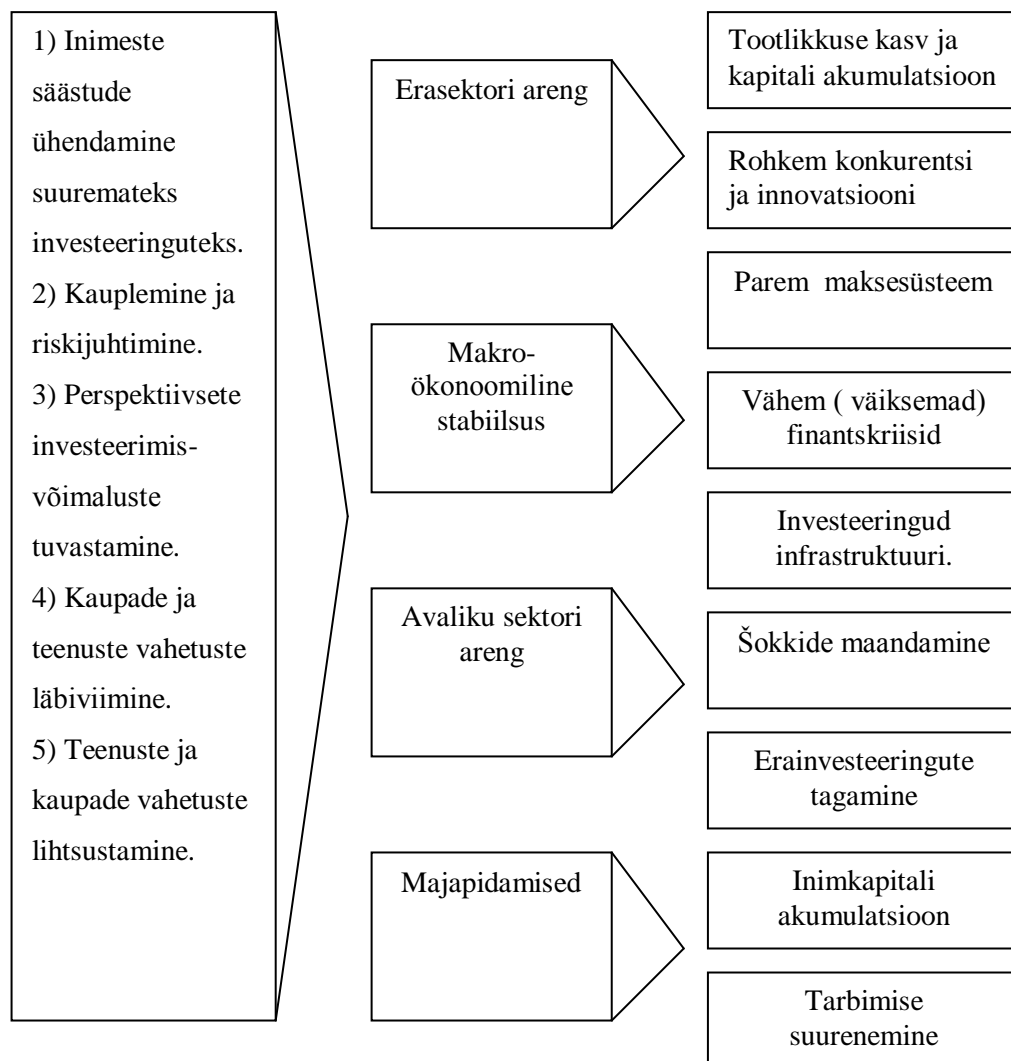 1) Inimeste
säästude
ühendamine
suuremateks
investeeringuteks.
2) Kauplemine ja
riskijuhtimine.
3) Perspektiivsete
investeerimis-
võimaluste
tuvastamine.
4) Kaupade ja
teenuste vahetuste
läbiviimine.
5) Teenuste ja
kaupade vahetuste
lihtsustamine.
Erasektori areng
Makro-
ökonoomiline
stabiilsus
Avaliku sektori
areng
Majapidamised
Tootlikkuse kasv ja
kapitali akumulatsioon
Rohkem konkurentsi
ja innovatsiooni
Parem maksesüsteem
Vähem ( väiksemad)
finantskriisid
Investeeringud
infrastruktuuri.
Šokkide maandamine
Erainvesteeringute
tagamine
Inimkapitali
akumulatsioon
Tarbimise
suurenemine